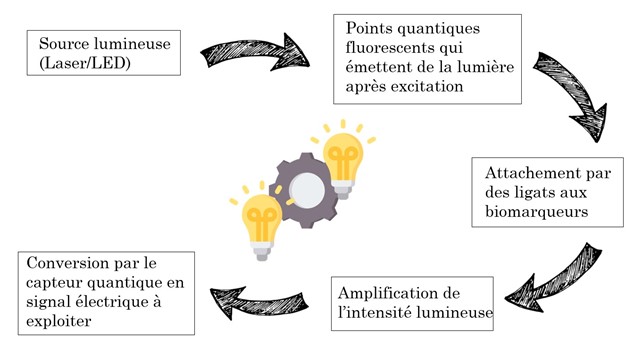 Source lumineuse
(Laser/LED)
Points quantiques
fluorescents qui
émettent de la lumière
après excitation
Attachement par
des ligats aux
biomarqueurs
Amplification de
l'intensité lumineuse
Conversion par le
capteur quantique en
signal électrique à
exploiter